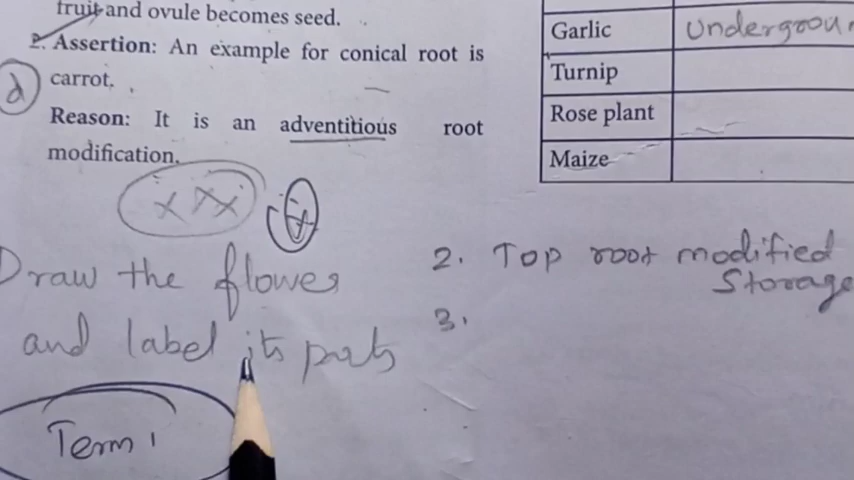 fruit and ovule becomes seed.
2. Assertion: An example for conical root is
carrot.
d
Reason: It is an adventitious root
modification.
xxx
Draw the flower
and label its parts
Term 1
Garlic
Undergroun
Turnip
Rose plant
Maize
2. Top root modified
Storage
3.